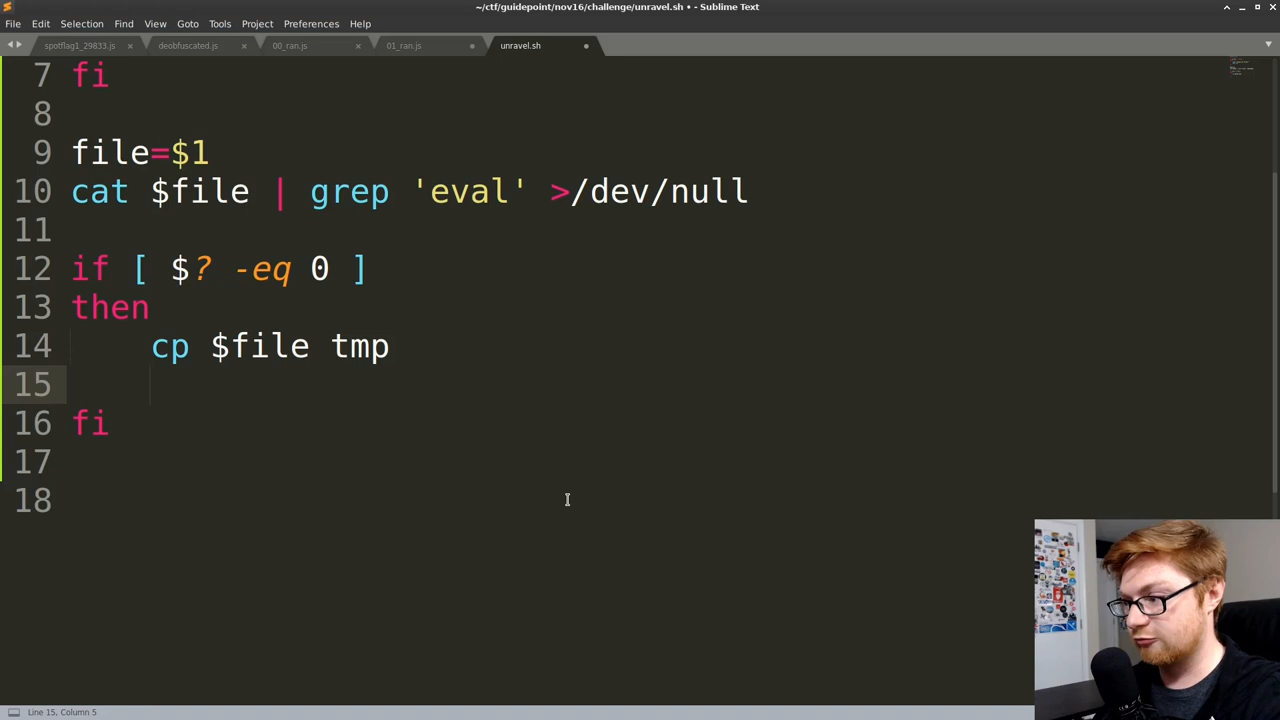 ~/ctf/guidepoint/nov16/challenge/unravel.sh • - Sublime Text
File Edit Selection Find View Goto Tools Project Preferences Help
spotflag1_29833.js × deobfuscated.js × 00_ran.js × 01_ran.js unravel.sh
7 fi
8
9 file=$1
10 cat $file | grep 'eval' >/dev/null
11
12 if [ $? -eq 0 ]
13 then
14 cp $file tmp
15
16 fi
17
18
Line 15, Column 5